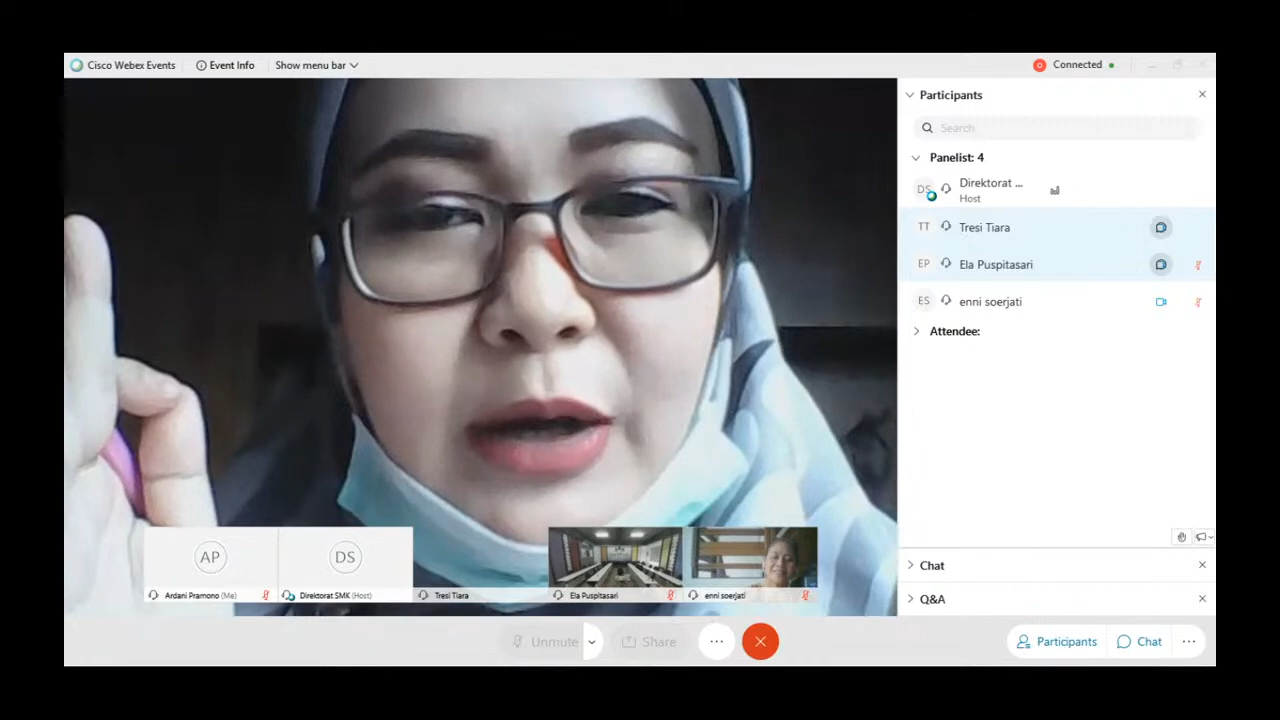 Cisco Webex Events
Event Info
Show menu bar
Connected
Participants
Search
Panelist: 4
DS
Direktorat ...
Host
TT
Tresi Tiara
EP
Ela Puspitasari
ES
enni soerjati
Attendee:
AP
DS
Ardani Pramono (Me)
Direktorat SMK (Host)
Tresi Tiara
Ela Puspitasari
enni soerjati
Chat
Q&A
Unmute
Share
Participants
Chat